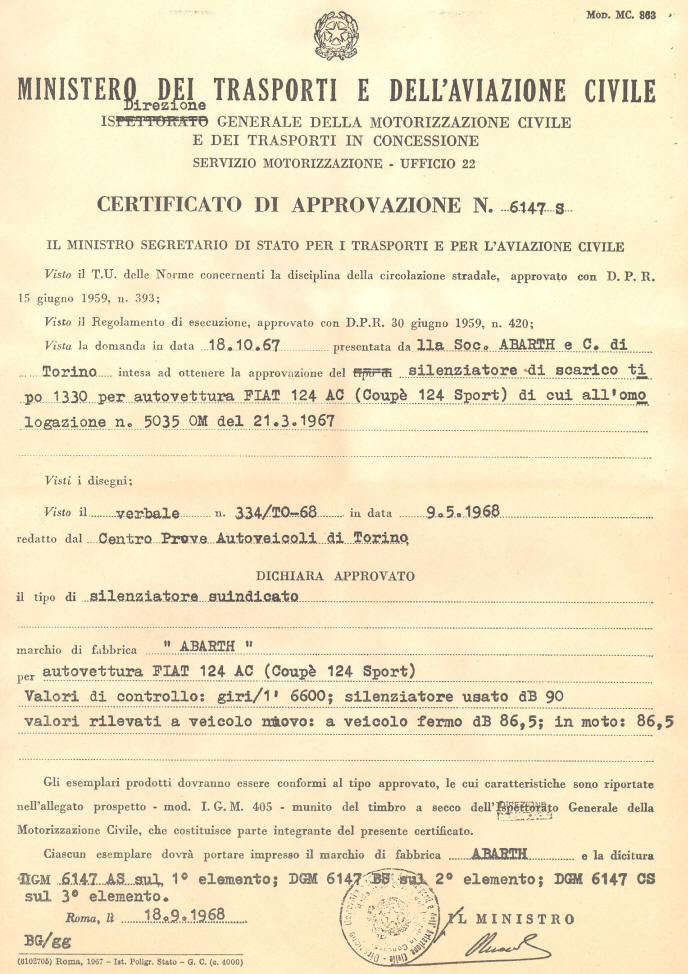 MOD. MC. 863
MINISTERO DEI TRASPORTI E DELL'AVIAZIONE CIVILE
Direzione
ISPETTORATO GENERALE DELLA MOTORIZZAZIONE CIVILE
E DEI TRASPORTI IN CONCESSIONE
SERVIZIO MOTORIZZAZIONE - UFFICIO 22
CERTIFICATO DI APPROVAZIONE N. 6147 S
IL MINISTRO SEGRETARIO DI STATO PER I TRASPORTI E PER L'AVIAZIONE CIVILE
Visto il T.U. delle Norme concernenti la disciplina della circolazione stradale, approvato con D. P. R.
15 giugno 1959, n. 393;
Visto il Regolamento di esecuzione, approvato con D.P.R. 30 giugno 1959, n. 420;
Vista la domanda in data 18.10.67 presentata da lla Soc. ABARTH e C. di
Torino intesa ad ottenere la approvazione del silenziatore di scarico ti
po 1330 per autovettura FIAT 124 AC (Coupè 124 Sport) di cui all'omo
logazione n. 5035 OM del 21.3.1967
Visti i disegni;
Visto il verbale n. 334/TO-68 in data 9.5.1968
redatto dal Centro Prove Autoveicoli di Torino
DICHIARA APPROVATO
il tipo di silenziatore suindicato
marchio di fabbrica " ABARTH "
per autovettura FIAT 124 AC (Coupè 124 Sport)
Valori di controllo: giri/1' 6600; silenziatore usato dB 90
valori rilevati a veicolo nuovo: a veicolo fermo dB 86,5; in moto: 86,5
Gli esemplari prodotti dovranno essere conformi al tipo approvato, le cui caratteristiche sono riportate
nell'allegato prospetto - mod. I. G. M. 405 - munito del timbro a secco dell'Ispettorato Generale della
DIREZIONE
Motorizzazione Civile, che costituisce parte integrante del presente certificato.
Ciascun esemplare dovrà portare impresso il marchio di fabbrica ABARTH e la dicitura
DGM 6147 AS sul 1° elemento; DGM 6147 BS sul 2° elemento; DGM 6147 CS
sul 3° elemento.
Roma, lì 18.9.1968
IL MINISTRO
BG/gg
(8102705) Roma, 1967 - Ist. Poligr. Stato - G. C. (c. 4000)